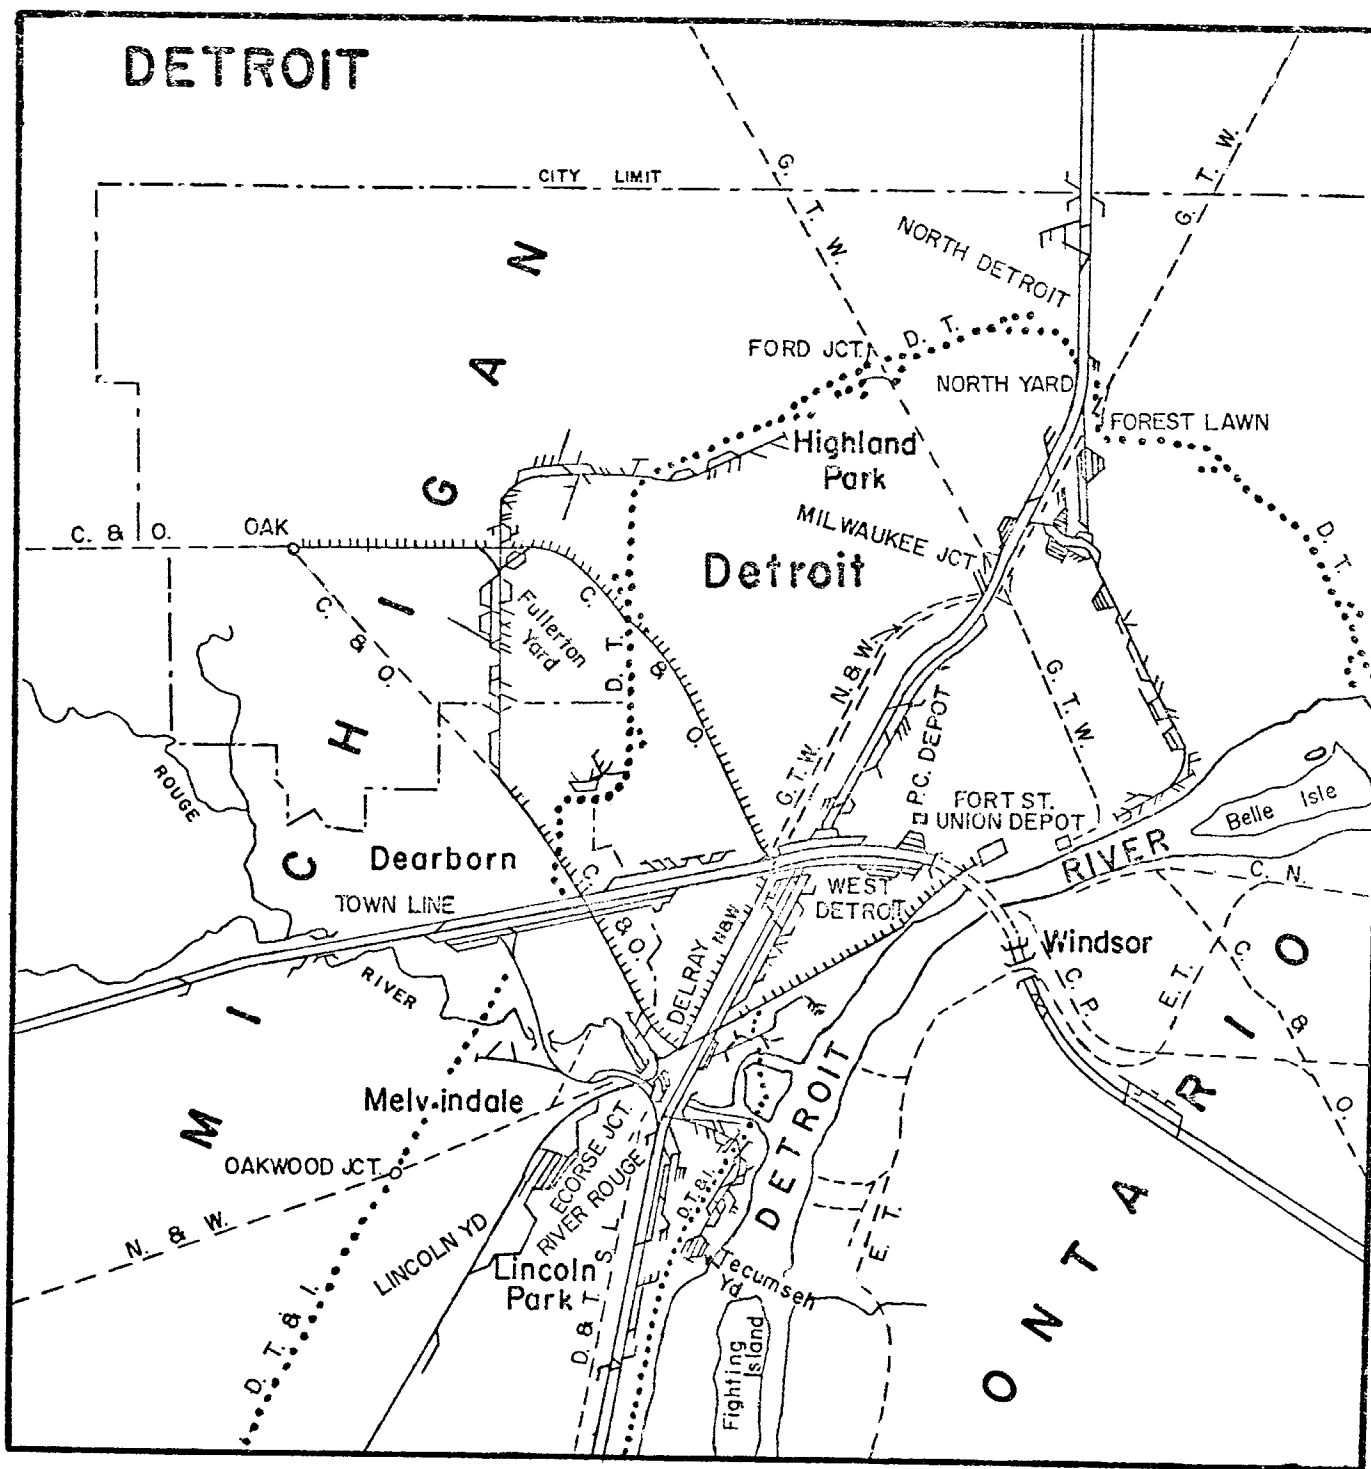 DETROIT
CITY LIMIT
G. T. W.
G. T. W.
NORTH DETROIT
D. T.
FORD JCT.
NORTH YARD
FOREST LAWN
Highland
Park
MILWAUKEE JCT.
Detroit
C. & O.
OAK
C. & O.
Fullerton
Yard
D. T.
C. & O.
D. T.
N. & W.
G. T. W.
P.C. DEPOT
G. T. W.
FORT ST.
UNION DEPOT
RIVER
Belle Isle
ROUGE
Dearborn
TOWN LINE
C. & O.
WEST
DETROIT
DELRAY
N&W
C. N.
Windsor
C. P.
E. T.
C. & O.
RIVER
Melvindale
OAKWOOD JCT.
N. & W.
D. T. & I.
LINCOLN YD
ECORSE JCT.
RIVER ROUGE
Lincoln
Park
D. & T. S. L.
D. T. & I.
Tecumseh
Yd
DETROIT
E. T.
Fighting
Island
MICHIGAN
ONTARIO